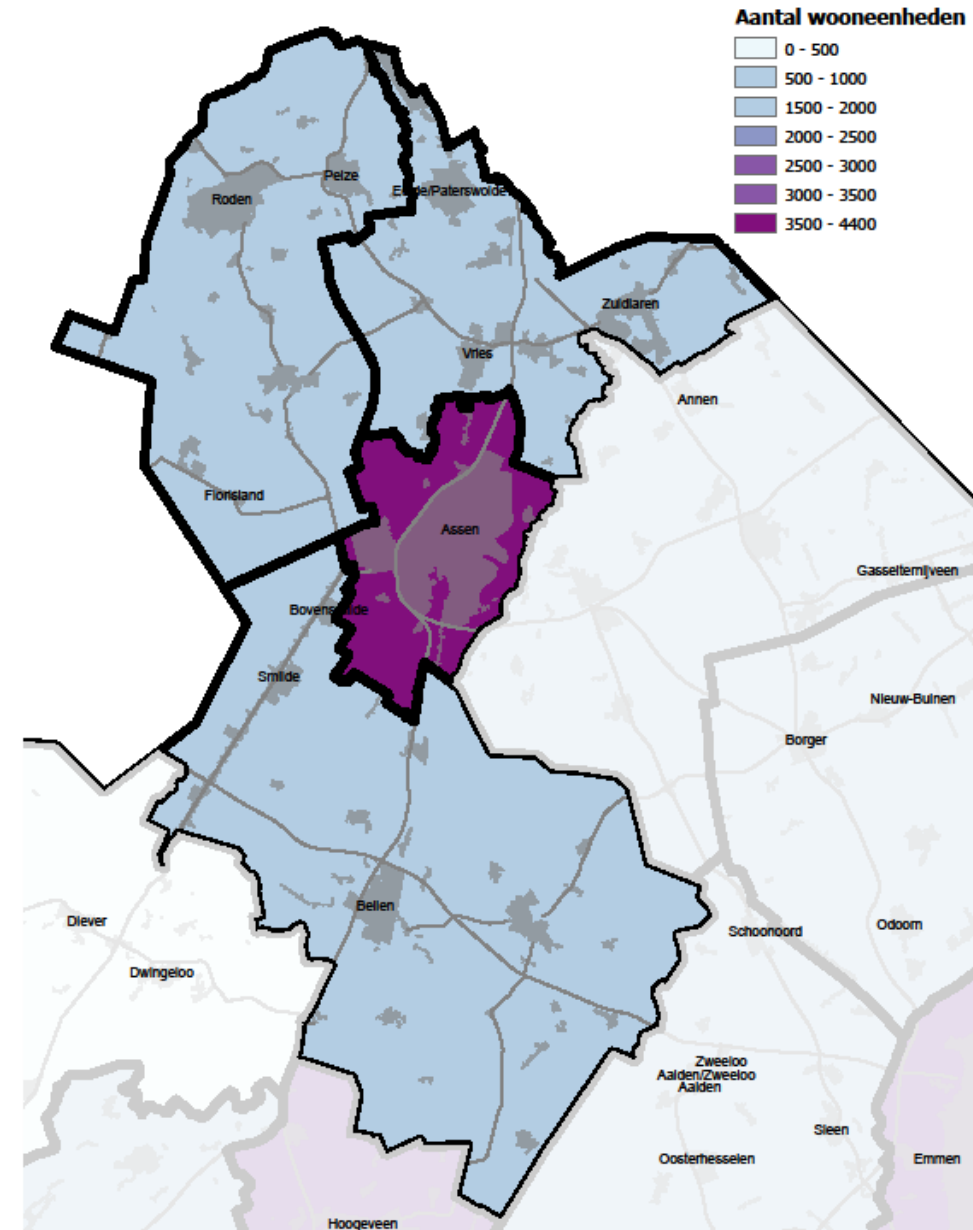 Aantal wooneenheden
0 - 500
500 - 1000
1500 - 2000
2000 - 2500
2500 - 3000
3000 - 3500
3500 - 4400
Peize
Roden
Eelde/Paterswolde
Zuidlaren
Vries
Annen
Florisland
Assen
Gasselternijveen
Bovensmilde
Smilde
Nieuw-Buinen
Borger
Beilen
Diever
Schoonoord
Odoorn
Dwingeloo
Zweeloo
Aalden/Zweeloo
Aalden
Sleen
Oosterhesselen
Emmen
Hoogeveen